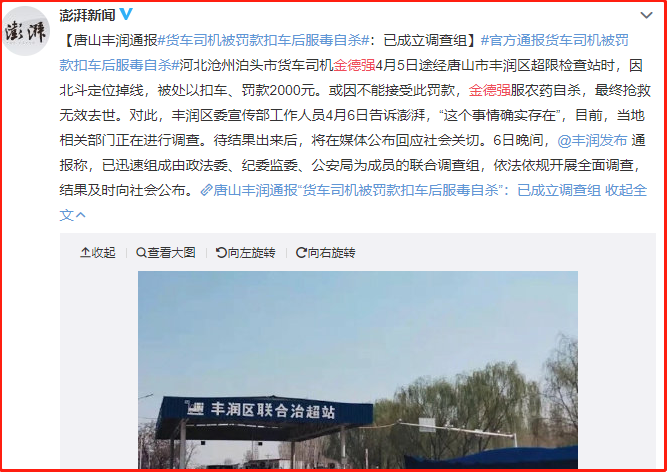 澎湃
澎湃新闻
【唐山丰润通报#货车司机被罚款扣车后服毒自杀#：已成立调查组】#官方通报货车司机被罚
款扣车后服毒自杀#河北沧州泊头市货车司机金德强4月5日途经唐山市丰润区超限检查站时，因
北斗定位掉线，被处以扣车、罚款2000元。或因不能接受此罚款，金德强服农药自杀，最终抢救
无效去世。对此，丰润区委宣传部工作人员4月6日告诉澎湃，“这个事情确实存在”，目前，当地
相关部门正在进行调查。待结果出来后，将在媒体公布回应社会关切。6日晚间，@丰润发布 通
报称，已迅速组成由政法委、纪委监委、公安局为成员的联合调查组，依法依规开展全面调查，
结果及时向社会公布。唐山丰润通报“货车司机被罚款扣车后服毒自杀”：已成立调查组 收起全
文
收起 查看大图 向左旋转 向右旋转
丰润区联合治超站